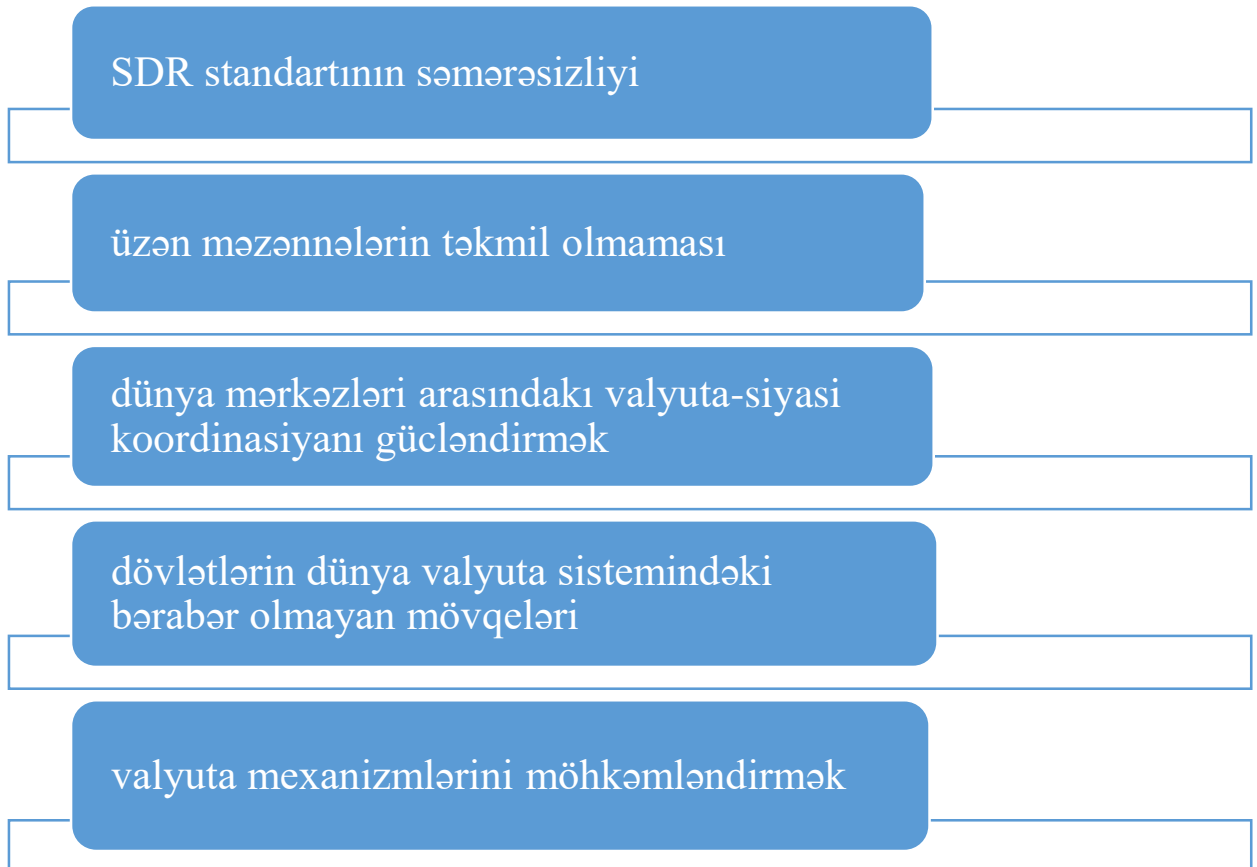 SDR standartının səmərəsizliyi
üzən məzənnələrin təkmil olmaması
dünya mərkəzləri arasındakı valyuta-siyasi
koordinasiyanı gücləndirmək
dövlətlərin dünya valyuta sistemindəki
bərabər olmayan mövqeləri
valyuta mexanizmlərini möhkəmləndirmək